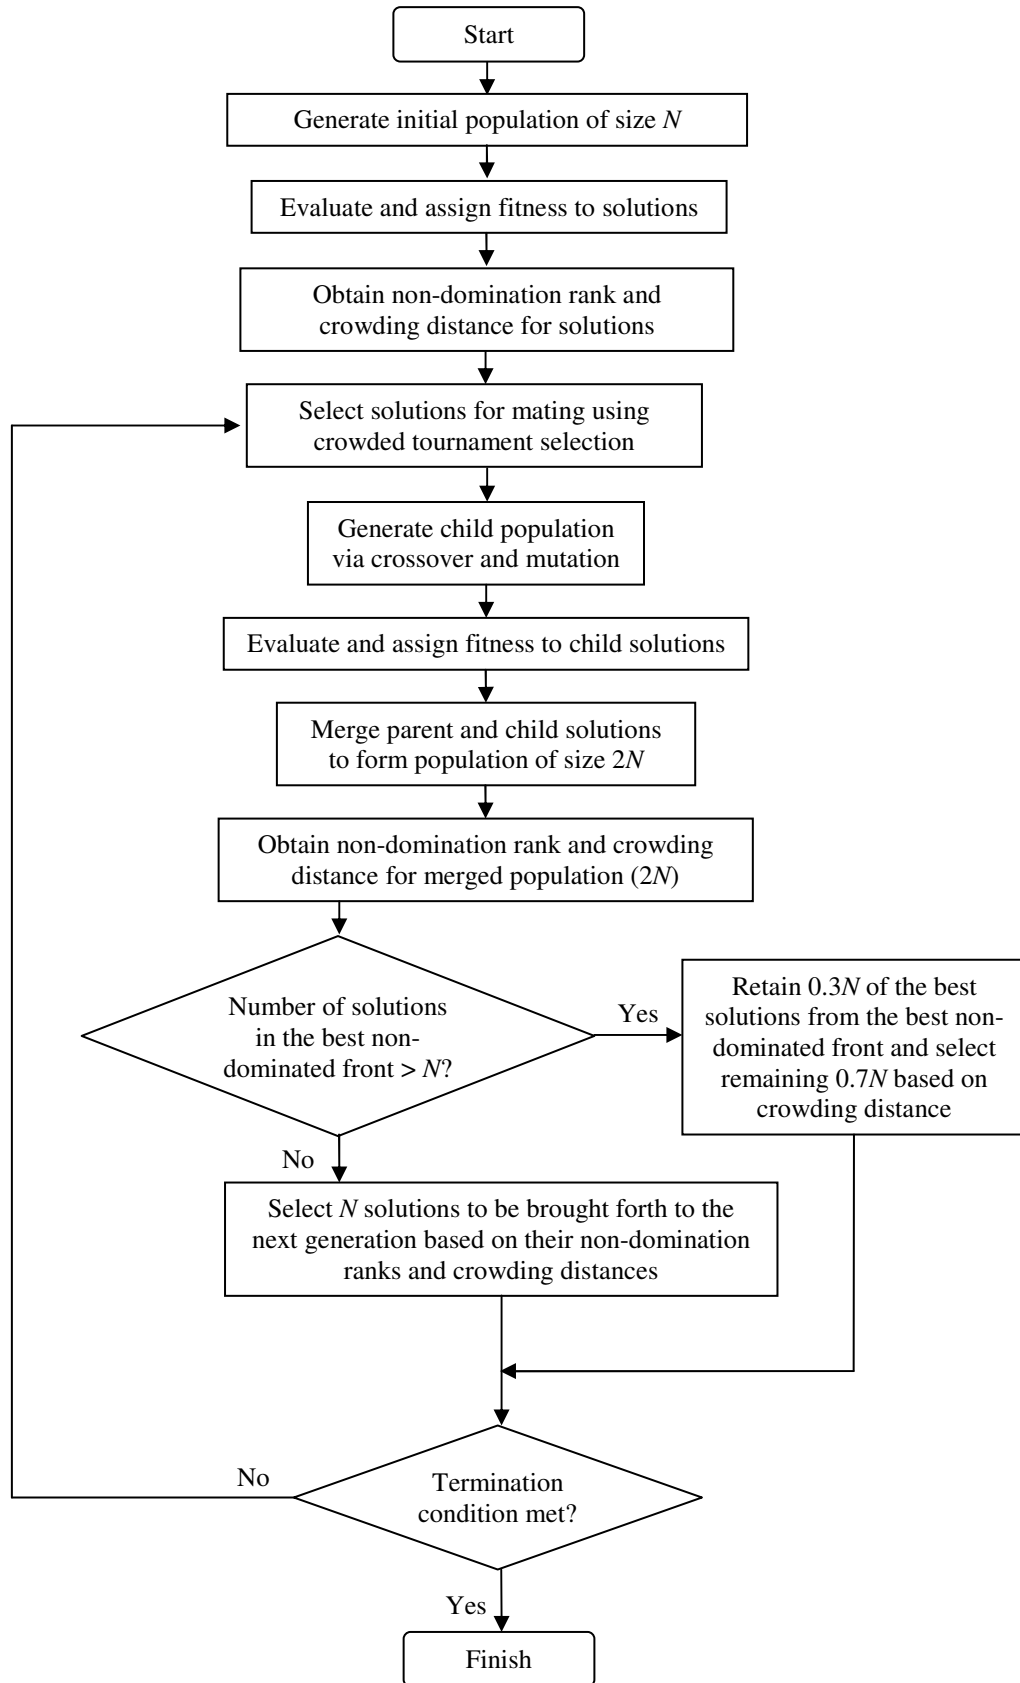 Start
Generate initial population of size N
Evaluate and assign fitness to solutions
Obtain non-domination rank and
crowding distance for solutions
Select solutions for mating using
crowded tournament selection
Generate child population
via crossover and mutation
Evaluate and assign fitness to child solutions
Merge parent and child solutions
to form population of size 2N
Obtain non-domination rank and crowding
distance for merged population (2N)
Number of solutions
in the best non-
dominated front > N?
Yes
Retain 0.3N of the best
solutions from the best non-
dominated front and select
remaining 0.7N based on
crowding distance
No
Select N solutions to be brought forth to the
next generation based on their non-domination
ranks and crowding distances
No
Termination
condition met?
Yes
Finish